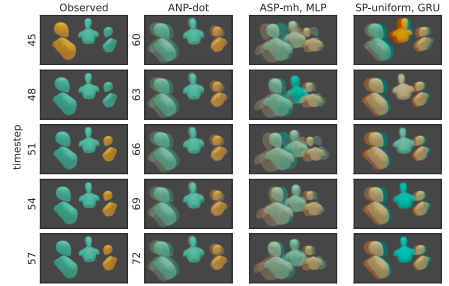 Observed ANP-dot ASP-mh, MLP SP-uniform, GRU
45 60
48 63
timestep
51 66
54 69
57 72